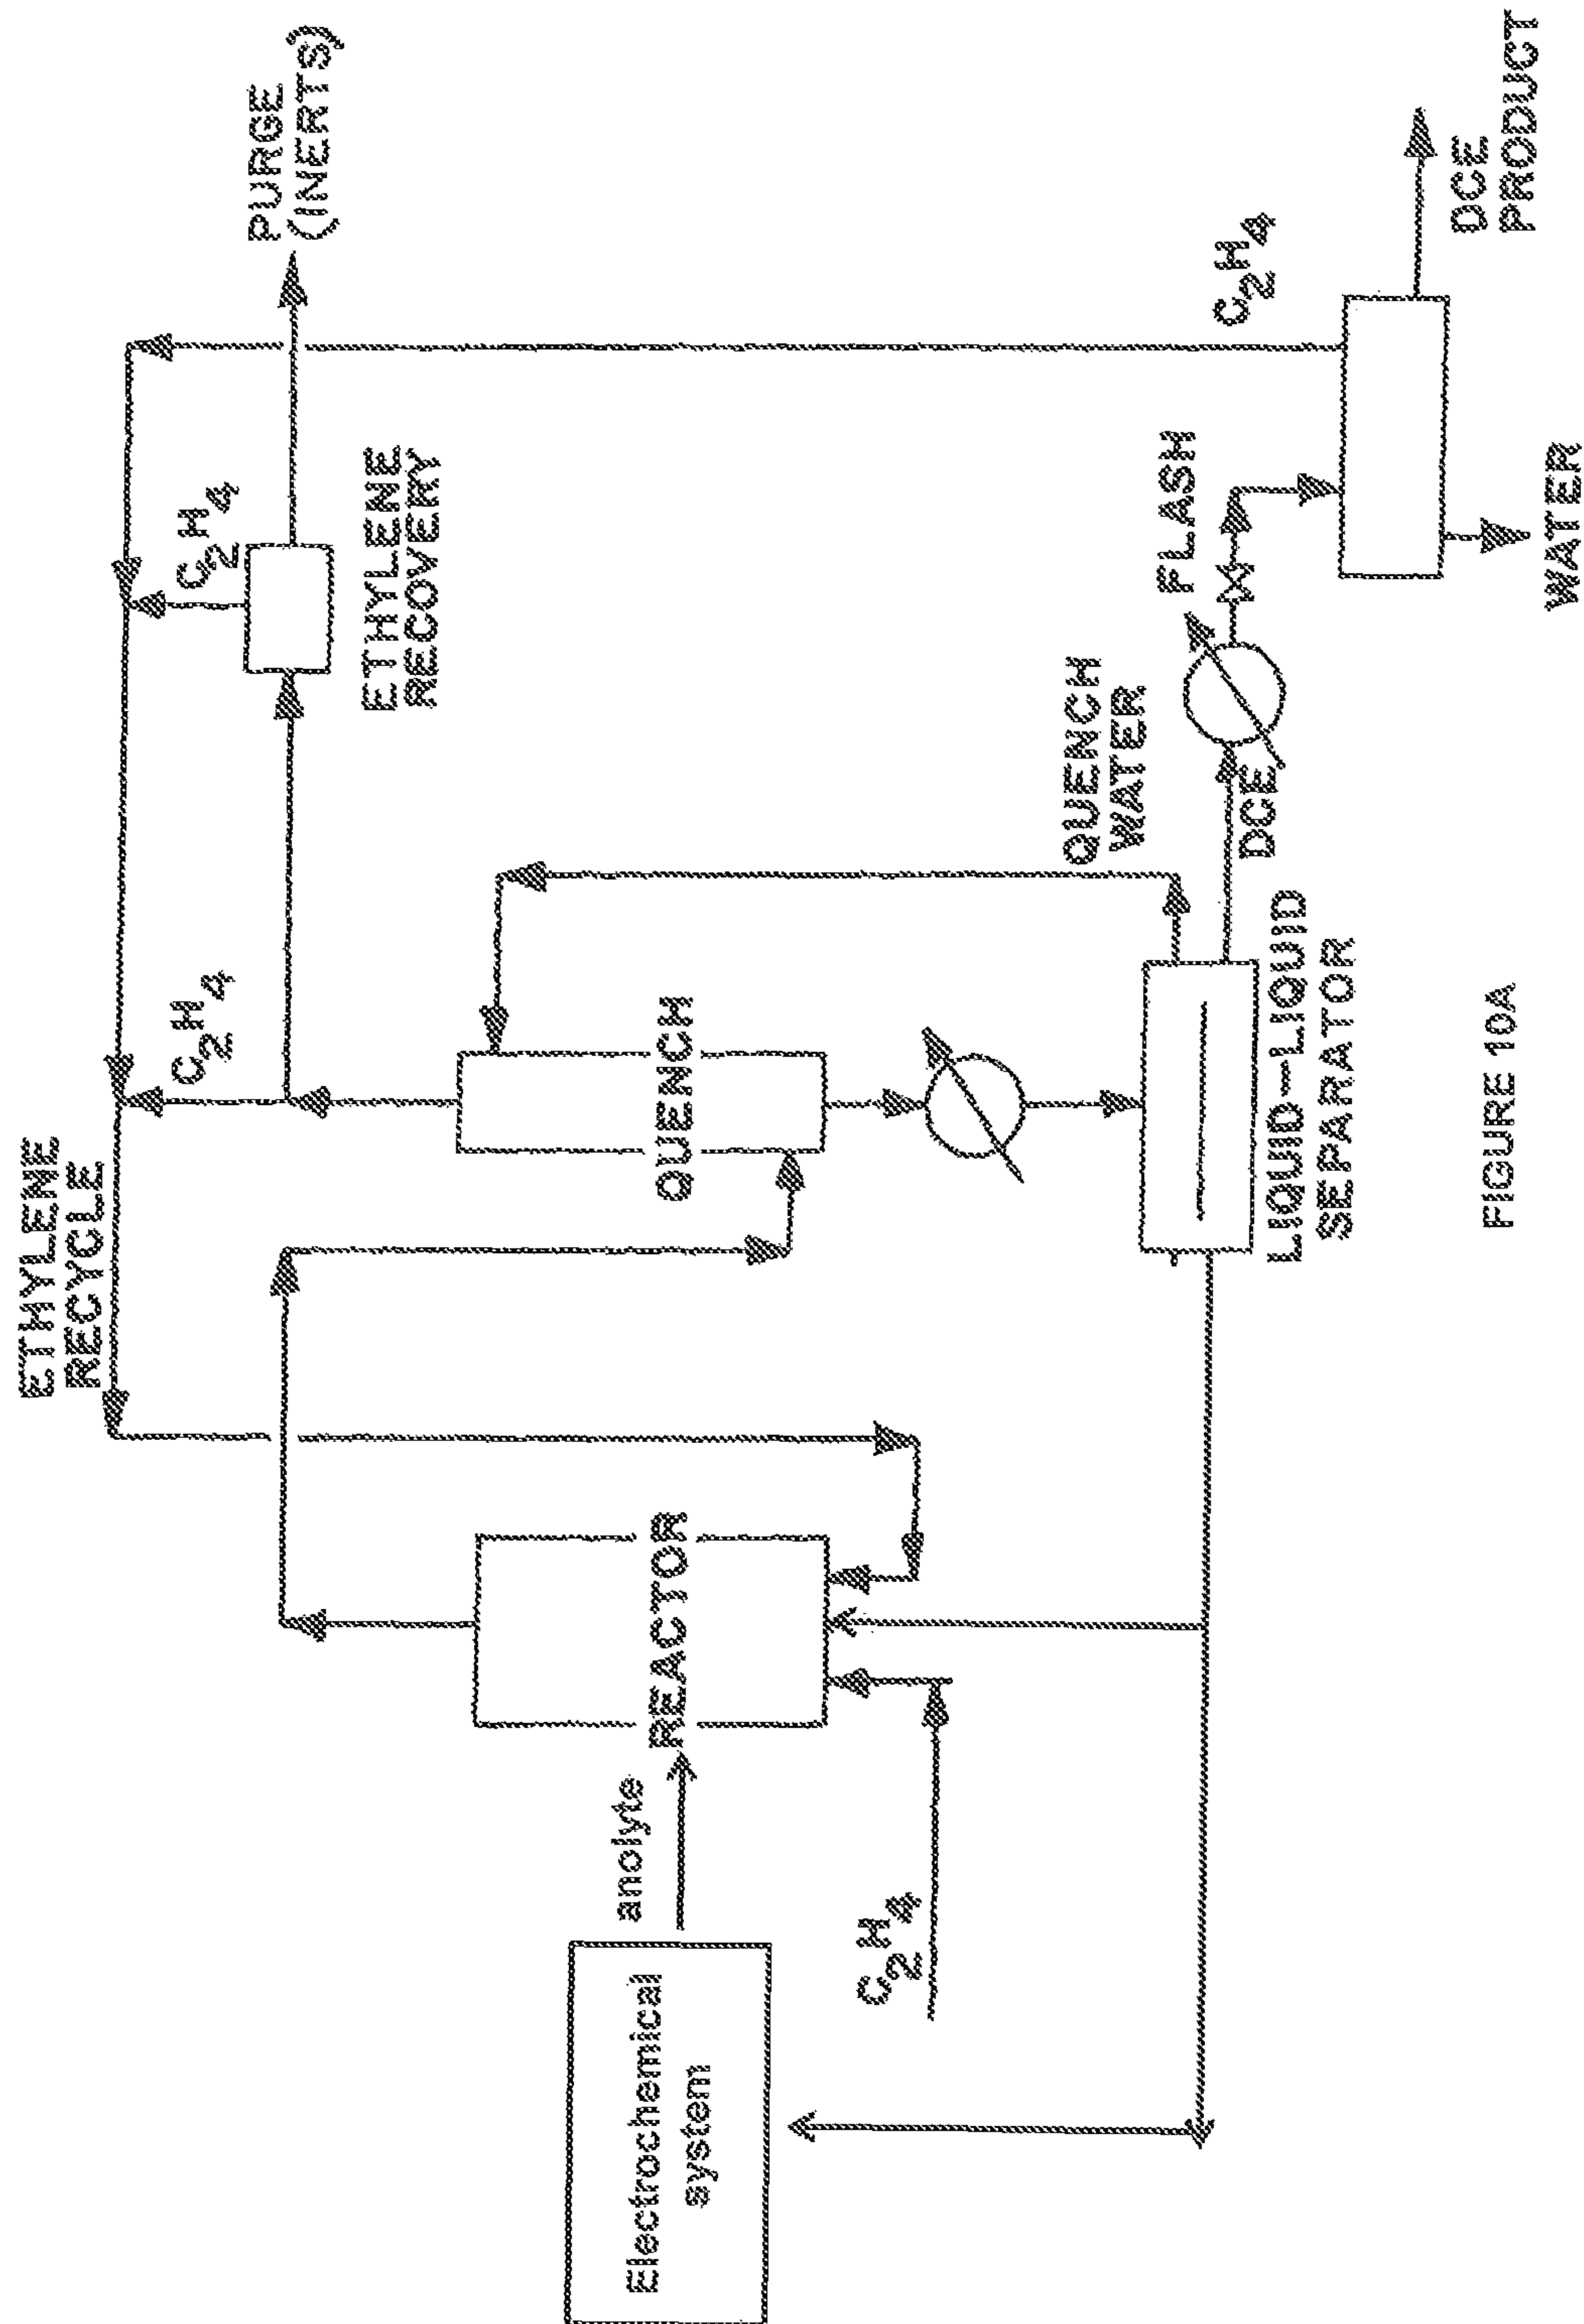 ETHYLENE
RECYCLE
C2H4
C2H4
PURGE
(INERTS)
ETHYLENE
RECOVERY
Electrochemical
system
anolyte
REACTOR
QUENCH
C2H4
QUENCH
WATER
FLASH
C2H4
DCE
LIQUID-LIQUID
SEPARATOR
WATER
DCE
PRODUCT
FIGURE 10A